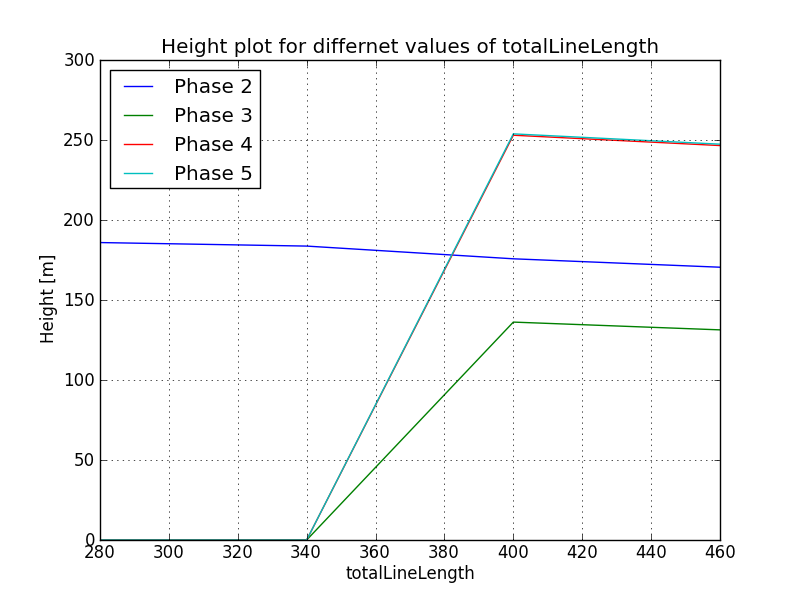 Height plot for differnet values of totalLineLength
300
250
200
150
100
50
0
Height [m]
Phase 2
Phase 3
Phase 4
Phase 5
280 300 320 340 360 380 400 420 440 460
totalLineLength